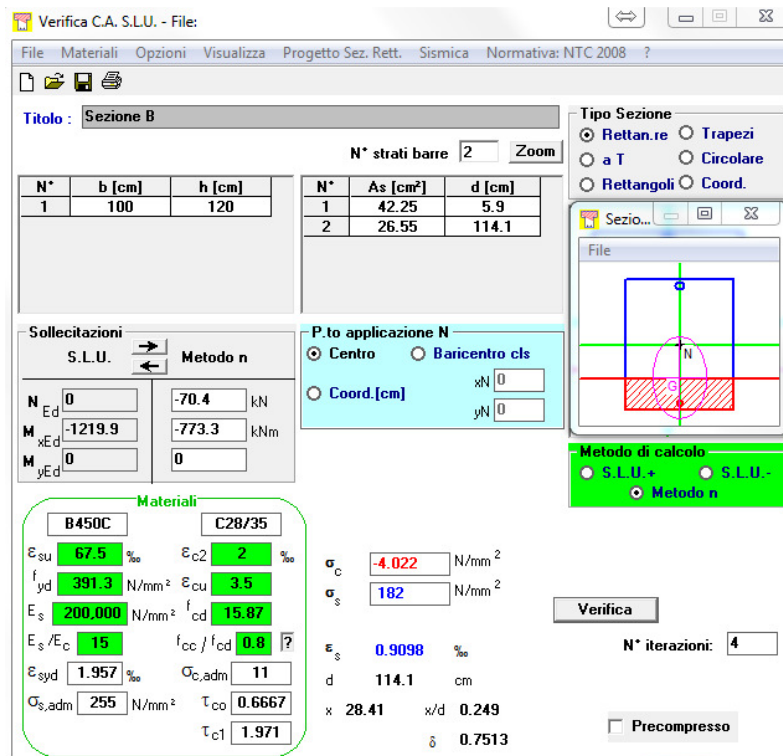 Verifica C.A. S.L.U. - File:
File Materiali Opzioni Visualizza Progetto Sez. Rett. Sismica Normativa: NTC 2008 ?
Titolo : Sezione B
N° strati barre 2 Zoom
N° b [cm] h [cm]
1 100 120
N° As [cm²] d [cm]
1 42.25 5.9
2 26.55 114.1
Tipo Sezione
Rettan.re Trapezi
a T Circolare
Rettangoli Coord.
Sezio...
File
N
G
Sollecitazioni
S.L.U. Metodo n
N Ed 0 -70.4 kN
M xEd -1219.9 -773.3 kNm
M yEd 0 0
P.to applicazione N
Centro Baricentro cls
Coord.[cm] xN 0
yN 0
Metodo di calcolo
S.L.U.+ S.L.U.-
Metodo n
Materiali
B450C C28/35
εsu 67.5 ‰ εc2 2 ‰
fyd 391.3 N/mm² εcu 3.5
Es 200,000 N/mm² fcd 15.87
Es/Ec 15 fcc / fcd 0.8 ?
εsyd 1.957 ‰ σc,adm 11
σs,adm 255 N/mm² τco 0.6667
τc1 1.971
σc -4.022 N/mm²
σs 182 N/mm²
εs 0.9098 ‰
d 114.1 cm
x 28.41 x/d 0.249
δ 0.7513
Verifica
N° iterazioni: 4
Precompresso